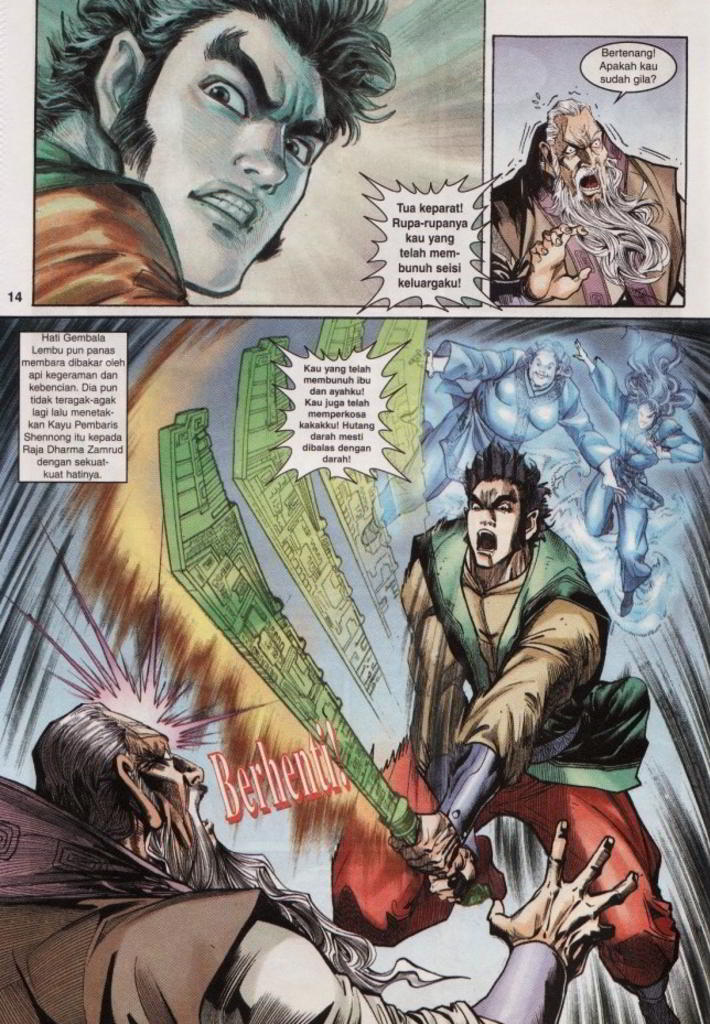 Tua keparat!
Rupa-rupanya
kau yang
telah mem-
bunuh seisi
keluargaku!
Bertenang!
Apakah kau
sudah gila?
14
Hati Gembala
Lembu pun panas
membara dibakar oleh
api kegeraman dan
kebencian. Dia pun
tidak teragak-agak
lagi lalu menetak-
kan Kayu Pembaris
Shennong itu kepada
Raja Dharma Zamrud
dengan sekuat-
kuat hatinya.
Kau yang telah
membunuh ibu
dan ayahku!
Kau juga telah
memperkosa
kakakku! Hutang
darah mesti
dibalas dengan
darah!
Berhenti!